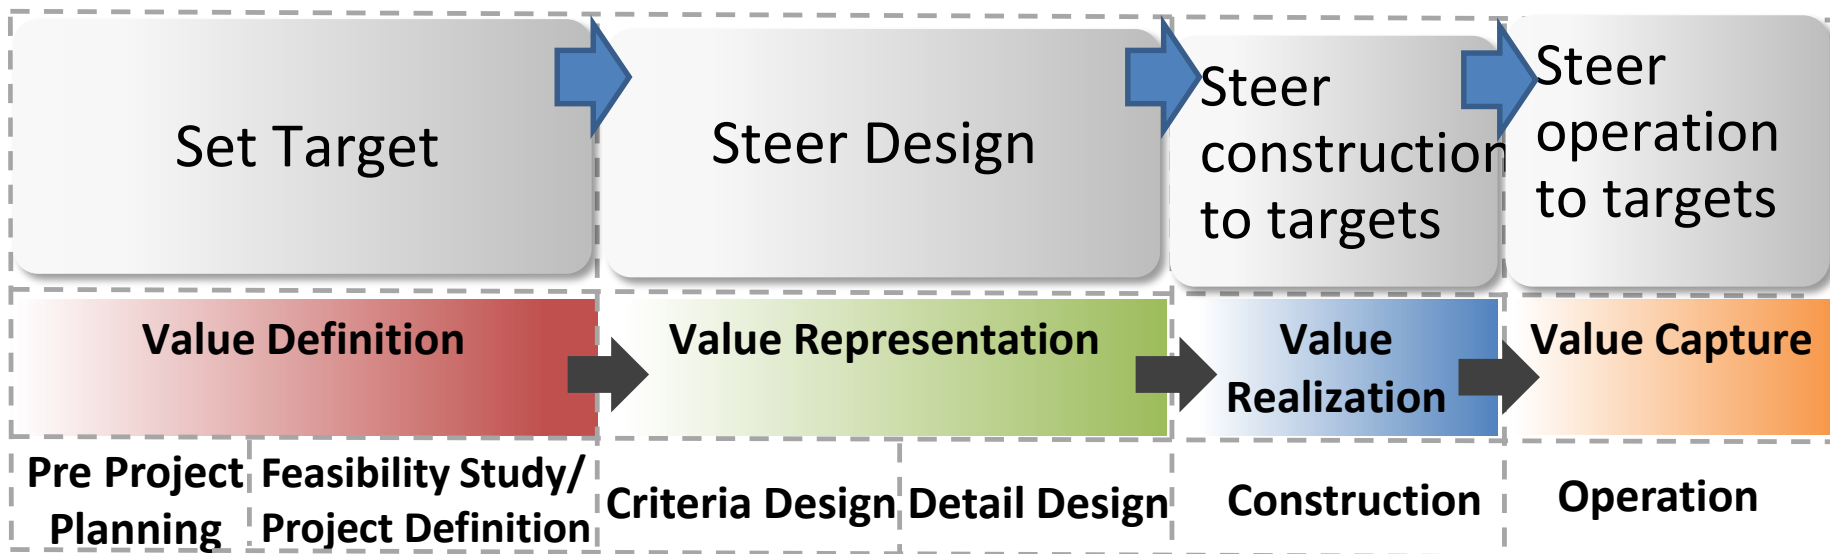 Set Target
Steer Design
Steer
construction
to targets
Steer
operation
to targets
Value Definition
Value Representation
Value
Realization
Value Capture
Pre Project
Planning
Feasibility Study/
Project Definition
Criteria Design
Detail Design
Construction
Operation